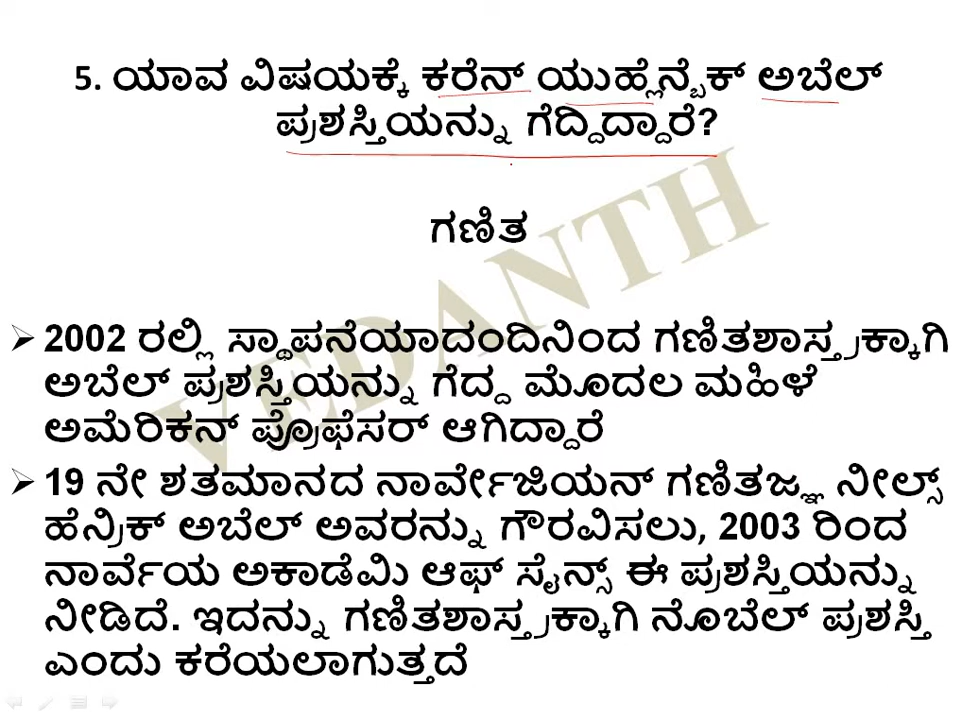 5. ಯಾವ ವಿಷಯಕ್ಕೆ ಕರೆನ್ ಯುಹ್ಲೆನ್ಬೆಕ್ ಅಬೆಲ್
ಪ್ರಶಸ್ತಿಯನ್ನು ಗೆದ್ದಿದ್ದಾರೆ?
ಗಣಿತ
VEDANTH
➢ 2002 ರಲ್ಲಿ ಸ್ಥಾಪನೆಯಾದಂದಿನಿಂದ ಗಣಿತಶಾಸ್ತ್ರಕ್ಕಾಗಿ
ಅಬೆಲ್ ಪ್ರಶಸ್ತಿಯನ್ನು ಗೆದ್ದ ಮೊದಲ ಮಹಿಳೆ
ಅಮೆರಿಕನ್ ಪ್ರೊಫೆಸರ್ ಆಗಿದ್ದಾರೆ
➢ 19 ನೇ ಶತಮಾನದ ನಾರ್ವೇಜಿಯನ್ ಗಣಿತಜ್ಞ ನೀಲ್ಸ್
ಹೆನ್ರಿಕ್ ಅಬೆಲ್ ಅವರನ್ನು ಗೌರವಿಸಲು, 2003 ರಿಂದ
ನಾರ್ವೆಯ ಅಕಾಡೆಮಿ ಆಫ್ ಸೈನ್ಸ್ ಈ ಪ್ರಶಸ್ತಿಯನ್ನು
ನೀಡಿದೆ. ಇದನ್ನು ಗಣಿತಶಾಸ್ತ್ರಕ್ಕಾಗಿ ನೊಬೆಲ್ ಪ್ರಶಸ್ತಿ
ಎಂದು ಕರೆಯಲಾಗುತ್ತದೆ